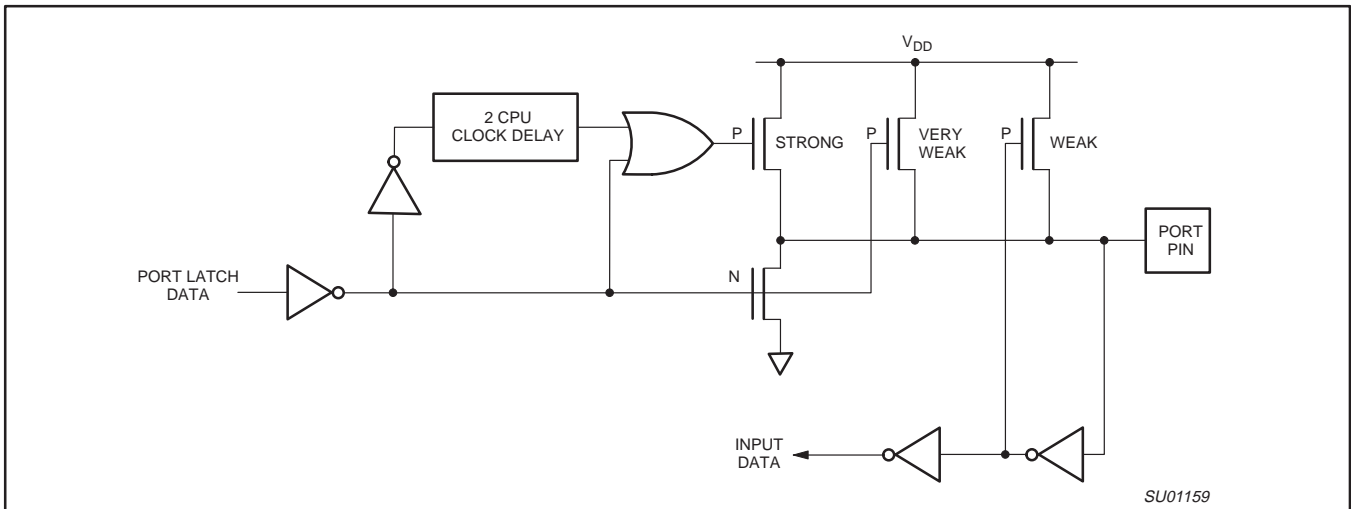 V_DD
2 CPU
CLOCK DELAY
P
STRONG
P
VERY
WEAK
P
WEAK
PORT
PIN
PORT LATCH
DATA
N
INPUT
DATA
SU01159